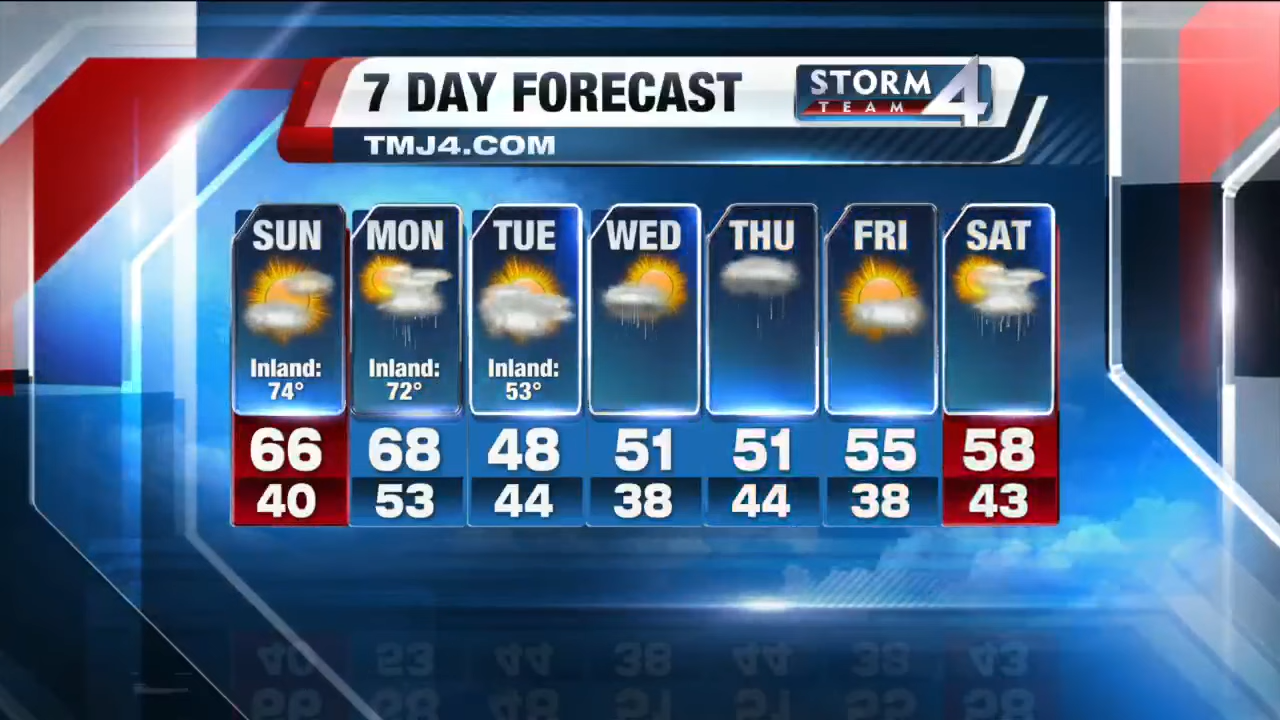 7 DAY FORECAST
STORM 4
TEAM
TMJ4.COM
SUN MON TUE WED THU FRI SAT
Inland: Inland: Inland:
74° 72° 53°
66 68 48 51 51 55 58
40 53 44 38 44 38 43